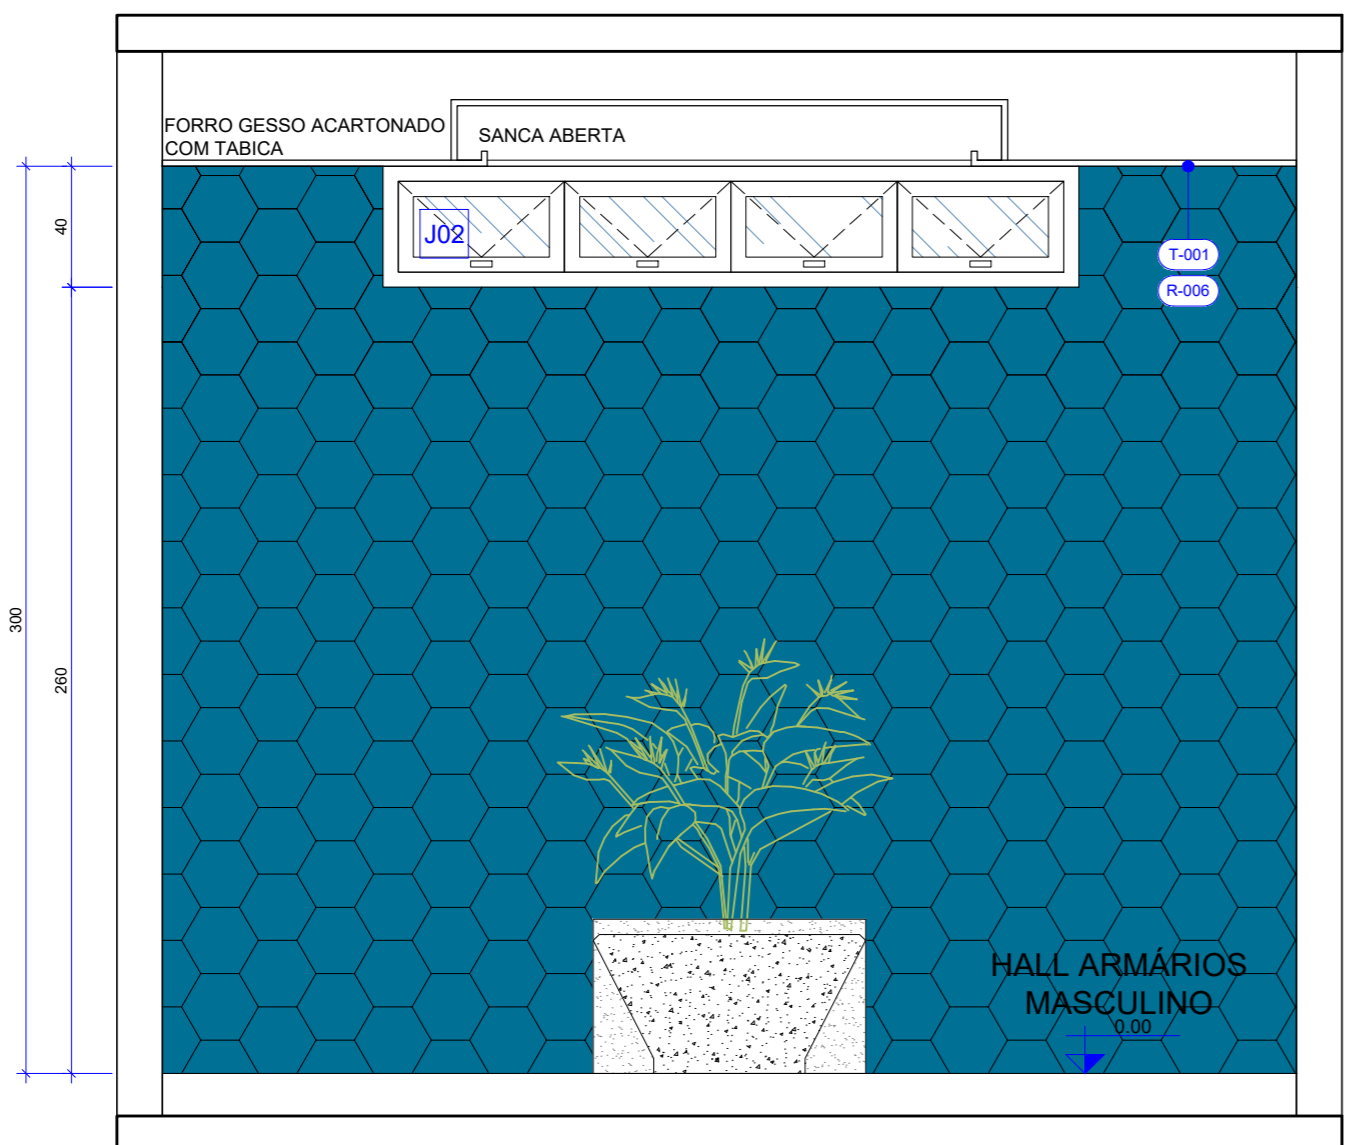 FORRO GESSO ACARTONADO
COM TABICA
SANCA ABERTA
40
J02
T-001
R-006
300
260
HALL ARMÁRIOS
MASCULINO
0.00